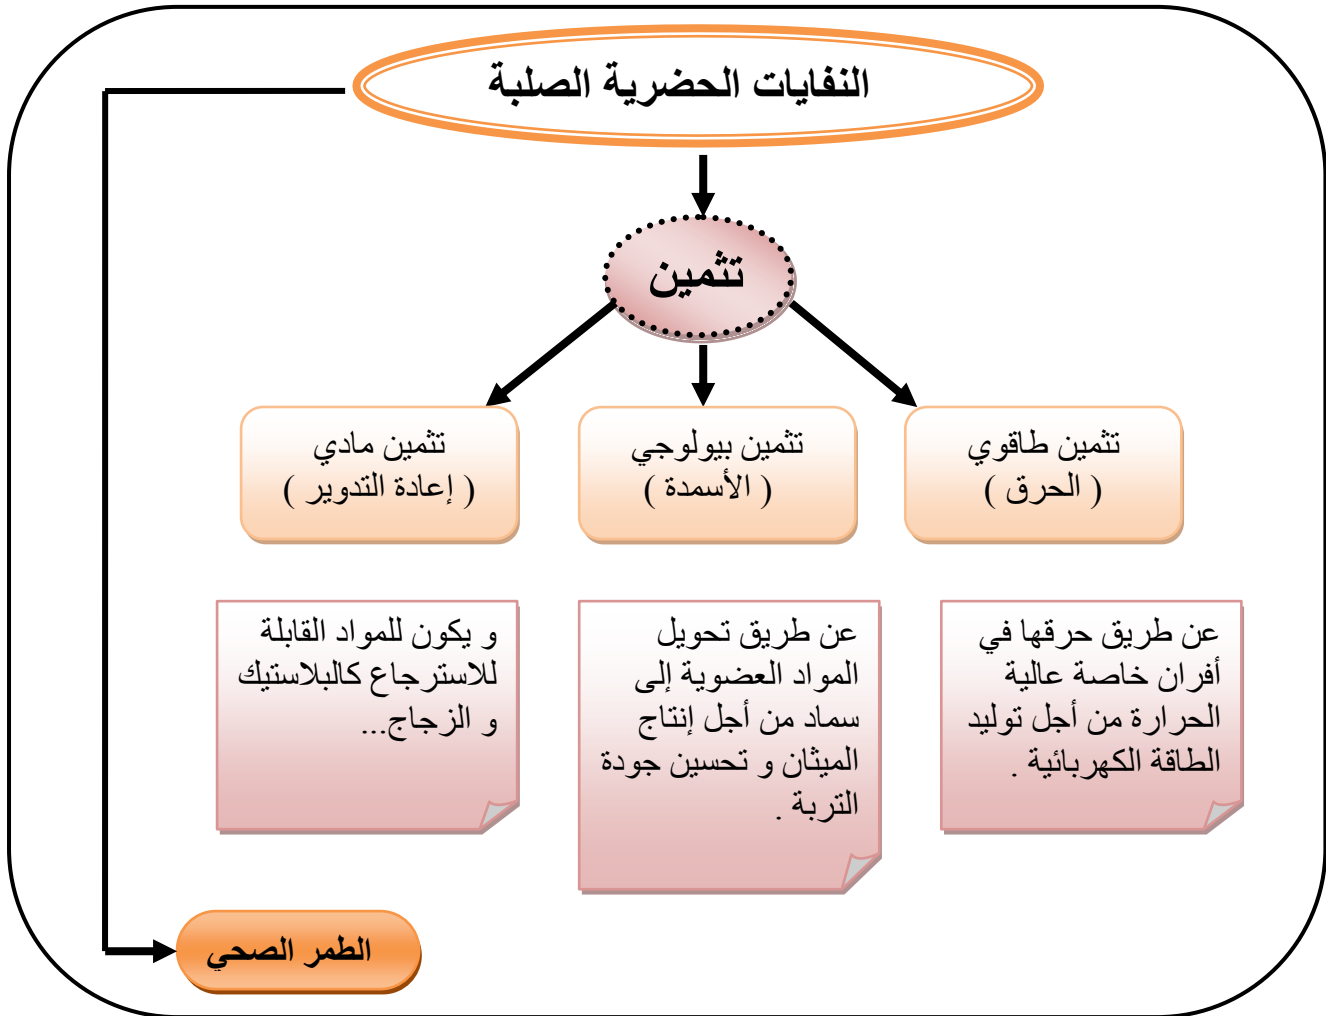 النفايات الحضرية الصلبة
تثمين
تثمين طاقوي
( الحرق )
تثمين بيولوجي
( الأسمدة )
تثمين مادي
( إعادة التدوير )
عن طريق حرقها في
أفران خاصة عالية
الحرارة من أجل توليد
الطاقة الكهربائية .
عن طريق تحويل
المواد العضوية إلى
سماد من أجل إنتاج
الميثان و تحسين جودة
التربة .
و يكون للمواد القابلة
للاسترجاع كالبلاستيك
و الزجاج...
الطمر الصحي